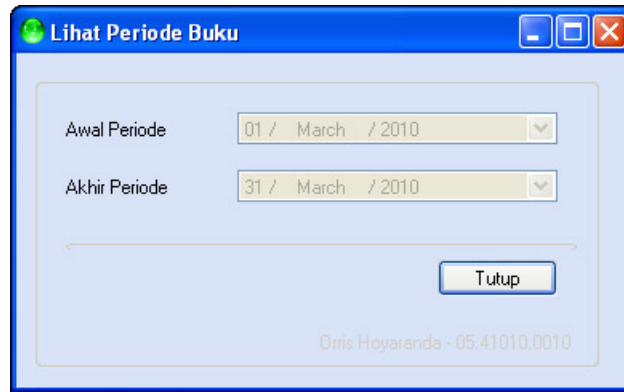 Lihat Periode Buku
Awal Periode 01 / March / 2010
Akhir Periode 31 / March / 2010
Tutup
Orris Hoyaranda - 05.41010.0010